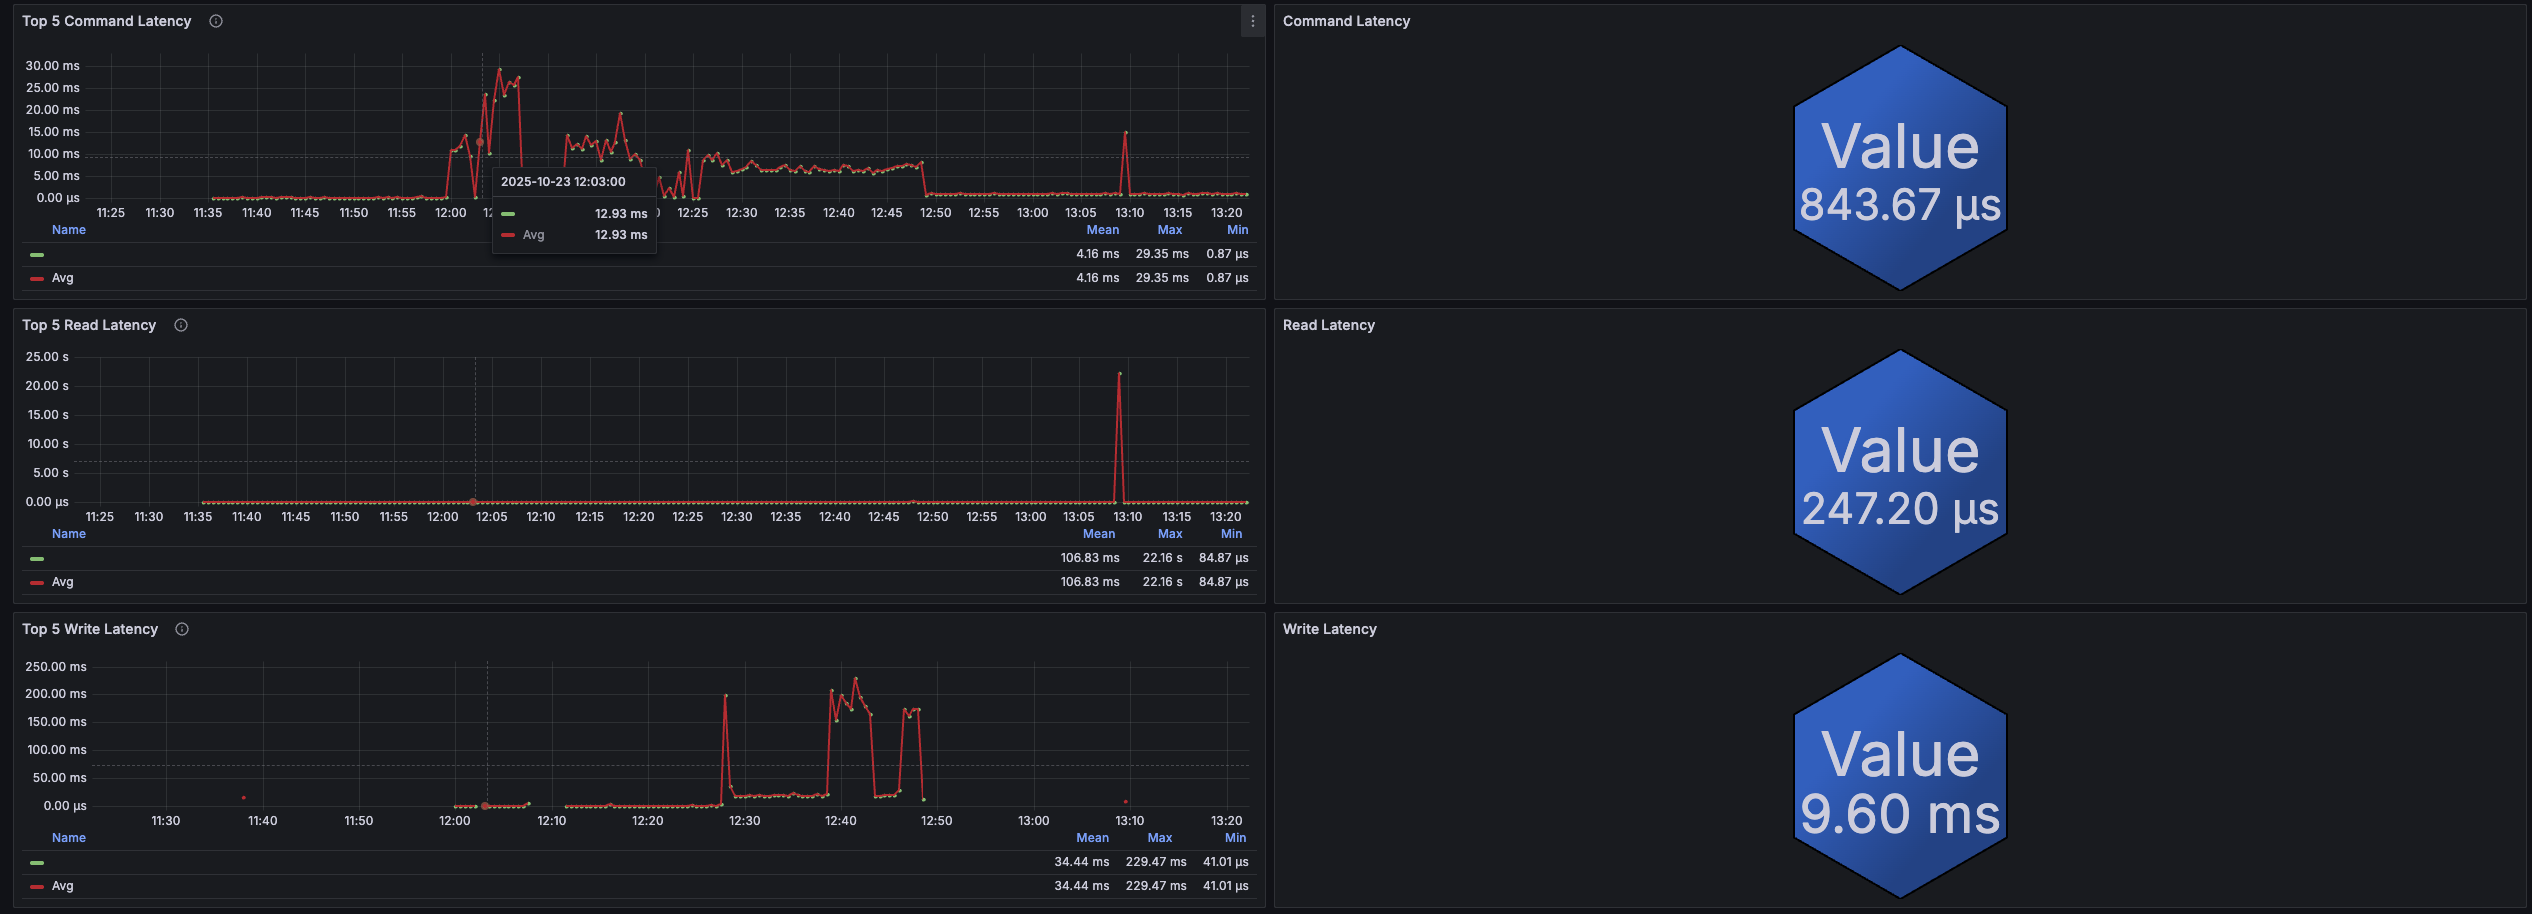 Top 5 Command Latency
30.00 ms
25.00 ms
20.00 ms
15.00 ms
10.00 ms
5.00 ms
0.00 µs
11:25 11:30 11:35 11:40 11:45 11:50 11:55 12:00 12:25 12:30 12:35 12:40 12:45 12:50 12:55 13:00 13:05 13:10 13:15 13:20
2025-10-23 12:03:00
12.93 ms
Avg 12.93 ms
Name Mean Max Min
4.16 ms 29.35 ms 0.87 µs
Avg 4.16 ms 29.35 ms 0.87 µs
Command Latency
Value
843.67 µs
Top 5 Read Latency
25.00 s
20.00 s
15.00 s
10.00 s
5.00 s
0.00 µs
11:25 11:30 11:35 11:40 11:45 11:50 11:55 12:00 12:05 12:10 12:15 12:20 12:25 12:30 12:35 12:40 12:45 12:50 12:55 13:00 13:05 13:10 13:15 13:20
Name Mean Max Min
106.83 ms 22.16 s 84.87 µs
Avg 106.83 ms 22.16 s 84.87 µs
Read Latency
Value
247.20 µs
Top 5 Write Latency
250.00 ms
200.00 ms
150.00 ms
100.00 ms
50.00 ms
0.00 µs
11:30 11:40 11:50 12:00 12:10 12:20 12:30 12:40 12:50 13:00 13:10 13:20
Name Mean Max Min
34.44 ms 229.47 ms 41.01 µs
Avg 34.44 ms 229.47 ms 41.01 µs
Write Latency
Value
9.60 ms